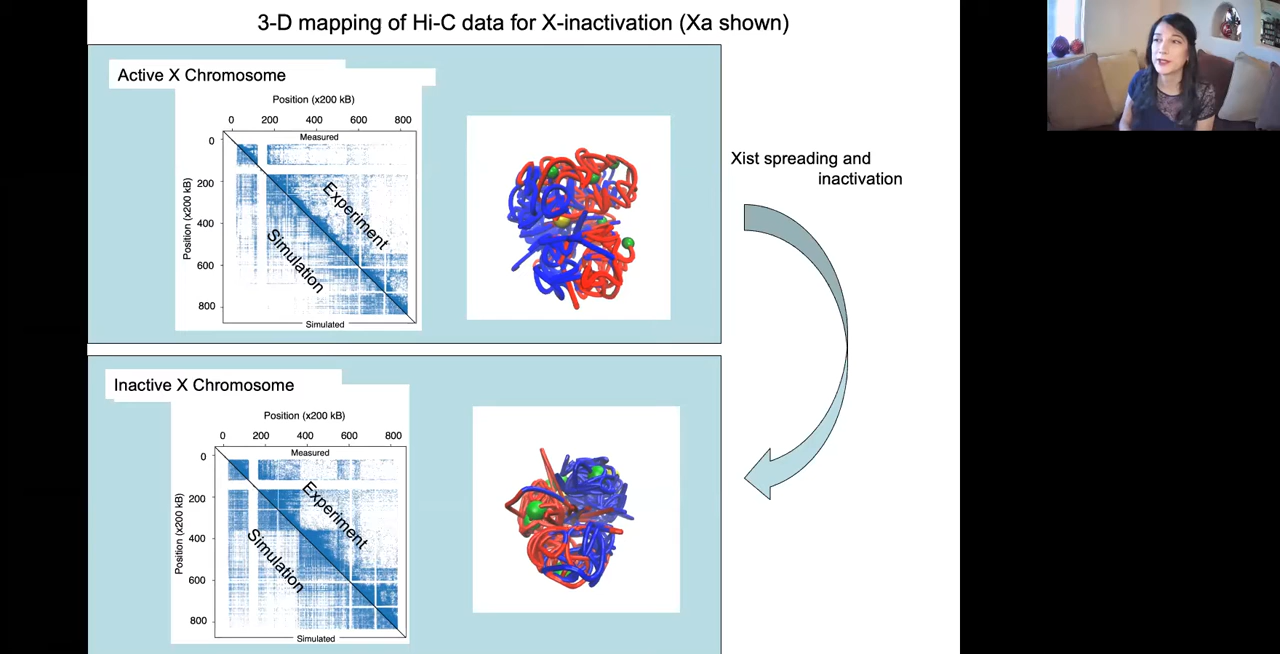 3-D mapping of Hi-C data for X-inactivation (Xa shown)
Active X Chromosome
Position (x200 kB)
0 200 400 600 800
Measured
Position (x200 kB)
0
200
400
600
800
Experiment
Simulation
Simulated
Xist spreading and
inactivation
Inactive X Chromosome
Position (x200 kB)
0 200 400 600 800
Measured
Position (x200 kB)
0
200
400
600
800
Experiment
Simulation
Simulated